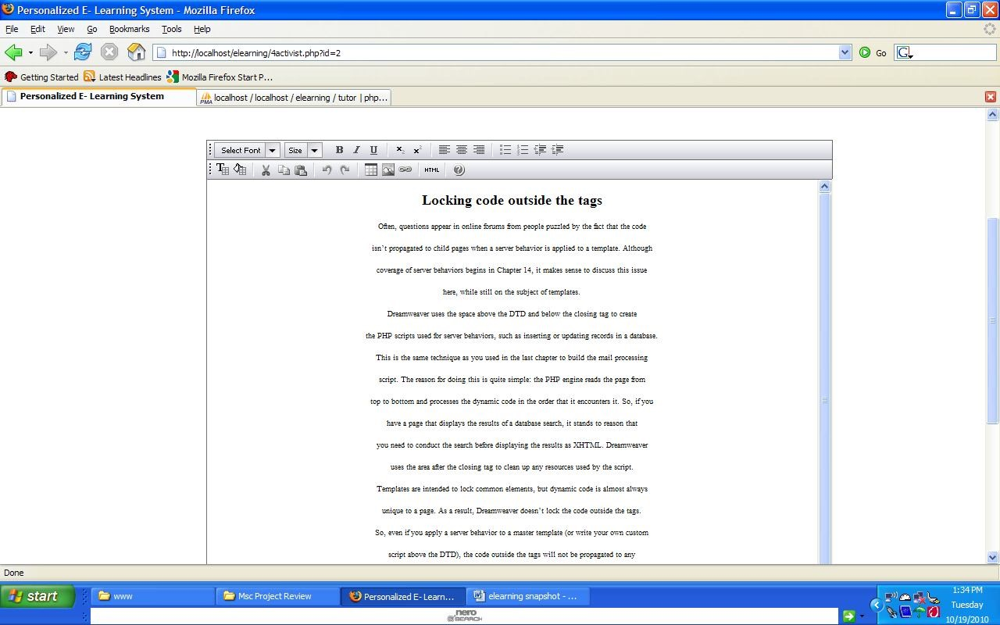 Personalized E- Learning System - Mozilla Firefox
File Edit View Go Bookmarks Tools Help
http://localhost/elearning/4activist.php?id=2 Go G
Getting Started Latest Headlines Mozilla Firefox Start P...
Personalized E- Learning System PMA localhost / localhost / elearning / tutor | php...
Select Font Size B I U x2 x2
T HTML ?
Locking code outside the tags
Often, questions appear in online forums from people puzzled by the fact that the code
isn't propagated to child pages when a server behavior is applied to a template. Although
coverage of server behaviors begins in Chapter 14, it makes sense to discuss this issue
here, while still on the subject of templates.
Dreamweaver uses the space above the DTD and below the closing tag to create
the PHP scripts used for server behaviors, such as inserting or updating records in a database.
This is the same technique as you used in the last chapter to build the mail processing
script. The reason for doing this is quite simple: the PHP engine reads the page from
top to bottom and processes the dynamic code in the order that it encounters it. So, if you
have a page that displays the results of a database search, it stands to reason that
you need to conduct the search before displaying the results as XHTML. Dreamweaver
uses the area after the closing tag to clean up any resources used by the script.
Templates are intended to lock common elements, but dynamic code is almost always
unique to a page. As a result, Dreamweaver doesn't lock the code outside the tags.
So, even if you apply a server behavior to a master template (or write your own custom
script above the DTD), the code outside the tags will not be propagated to any
Done
start www Msc Project Review Personalized E- Learn... elearning snapshot - ... 1:34 PM
Tuesday
nero SEARCH 10/19/2010